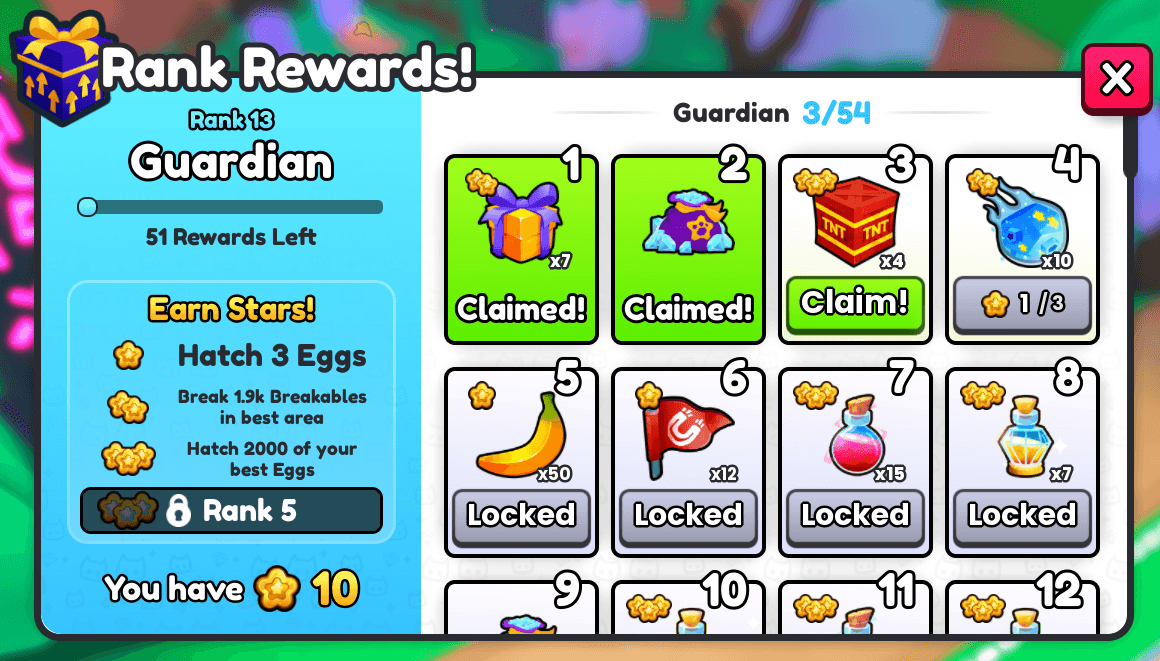 Rank Rewards!
X
Rank 13
Guardian
51 Rewards Left
Earn Stars!
Hatch 3 Eggs
Break 1.9k Breakables
in best area
Hatch 2000 of your
best Eggs
Rank 5
You have 10
Guardian 3/54
1
x7
Claimed!
2
Claimed!
3
TNT TNT
x4
Claim!
4
x10
1/3
5
x50
Locked
6
x12
Locked
7
x15
Locked
8
x7
Locked
9
10
11
12